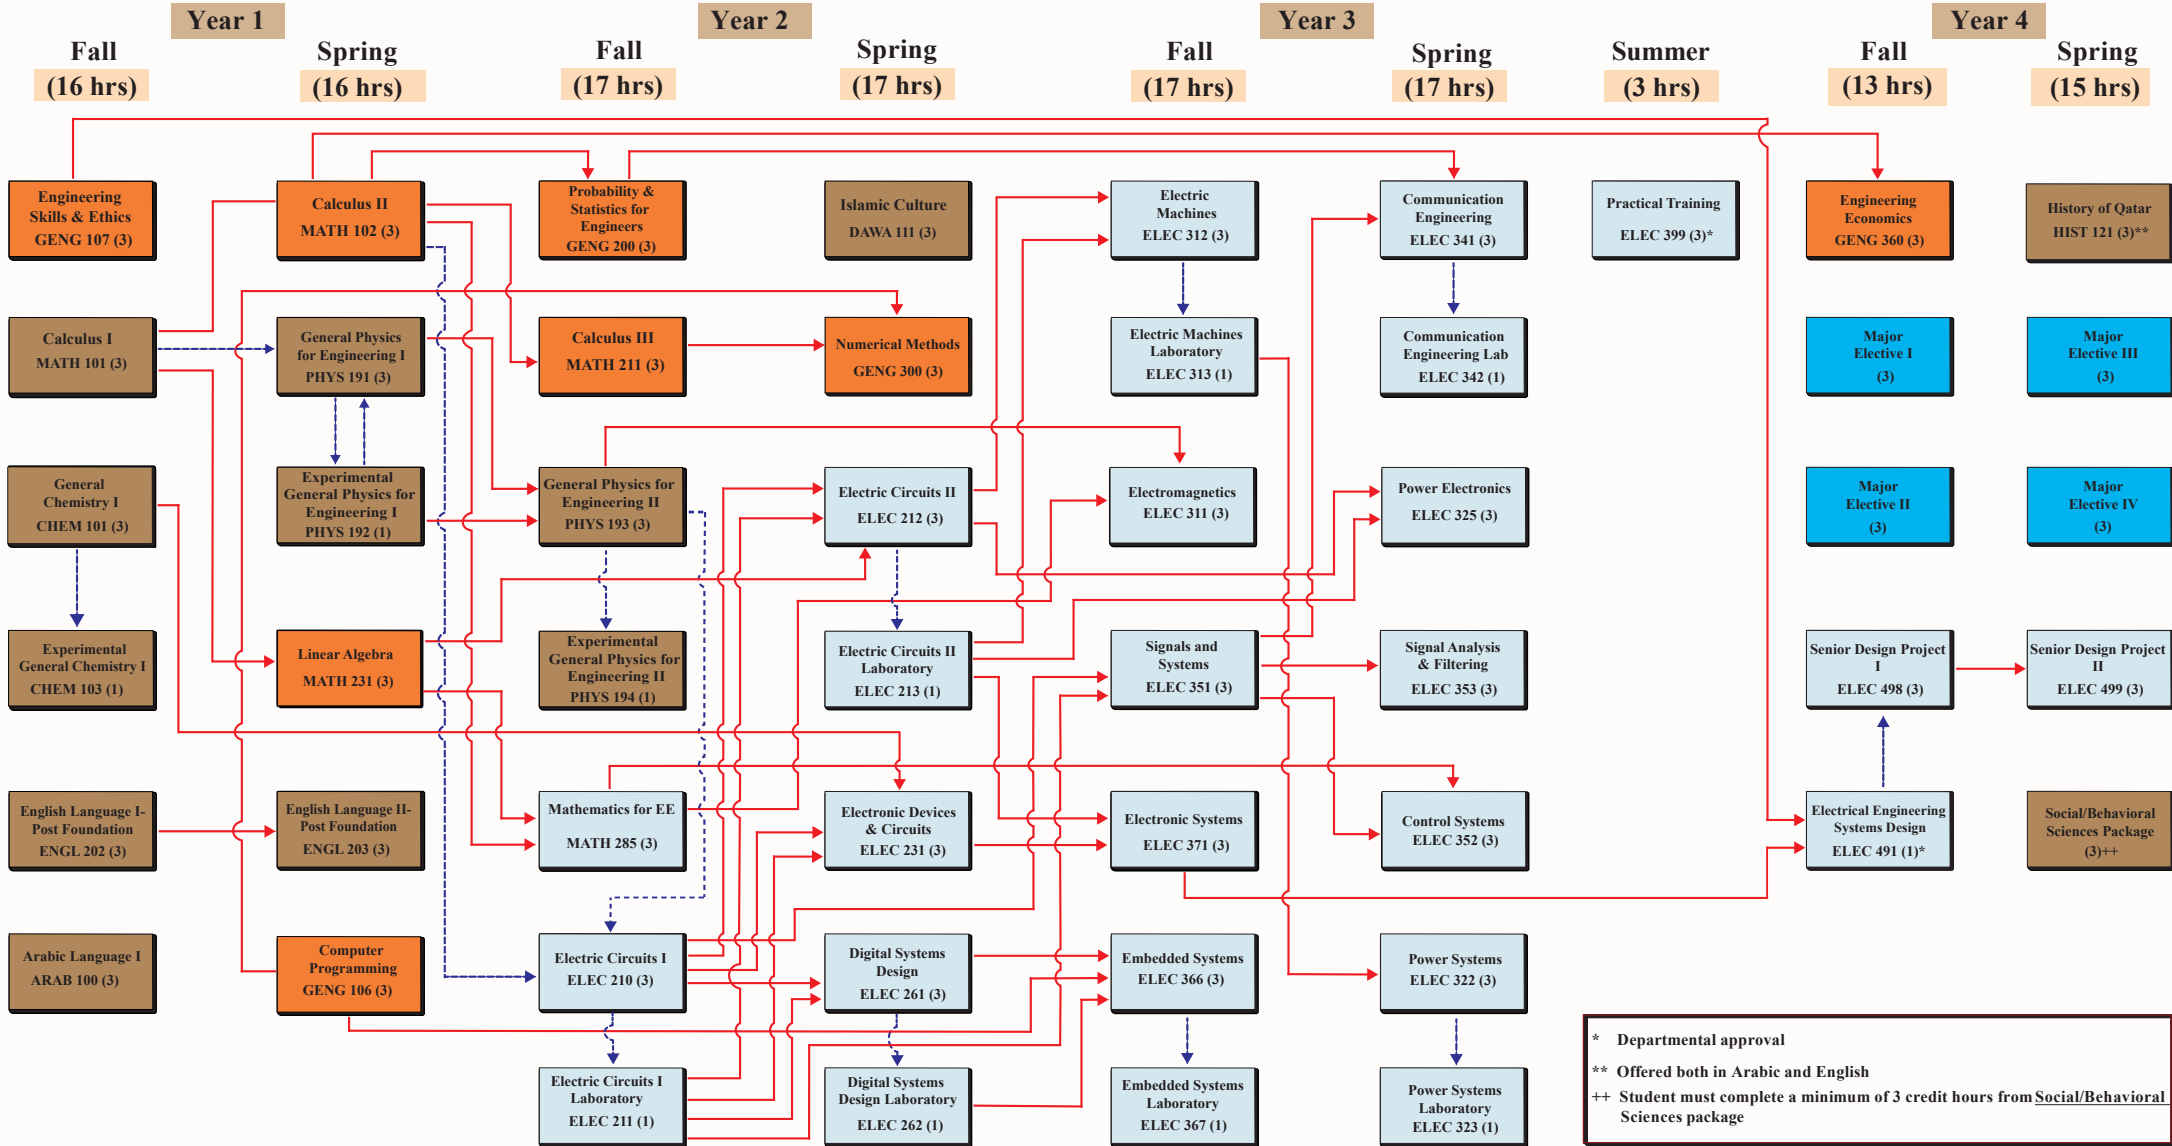 Year 1
Year 2
Year 3
Year 4
Fall
(16 hrs)
Spring
(16 hrs)
Fall
(17 hrs)
Spring
(17 hrs)
Fall
(17 hrs)
Spring
(17 hrs)
Summer
(3 hrs)
Fall
(13 hrs)
Spring
(15 hrs)
Engineering
Skills & Ethics
GENG 107 (3)
Calculus II
MATH 102 (3)
Probability &
Statistics for
Engineers
GENG 200 (3)
Islamic Culture
DAWA 111 (3)
Electric
Machines
ELEC 312 (3)
Communication
Engineering
ELEC 341 (3)
Practical Training
ELEC 399 (3)*
Engineering
Economics
GENG 360 (3)
History of Qatar
HIST 121 (3)**
Calculus I
MATH 101 (3)
General Physics
for Engineering I
PHYS 191 (3)
Calculus III
MATH 211 (3)
Numerical Methods
GENG 300 (3)
Electric Machines
Laboratory
ELEC 313 (1)
Communication
Engineering Lab
ELEC 342 (1)
Major
Elective I
(3)
Major
Elective III
(3)
General
Chemistry I
CHEM 101 (3)
Experimental
General Physics for
Engineering I
PHYS 192 (1)
General Physics for
Engineering II
PHYS 193 (3)
Electric Circuits II
ELEC 212 (3)
Electromagnetics
ELEC 311 (3)
Power Electronics
ELEC 325 (3)
Major
Elective II
(3)
Major
Elective IV
(3)
Experimental
General Chemistry I
CHEM 103 (1)
Linear Algebra
MATH 231 (3)
Experimental
General Physics for
Engineering II
PHYS 194 (1)
Electric Circuits II
Laboratory
ELEC 213 (1)
Signals and
Systems
ELEC 351 (3)
Signal Analysis
& Filtering
ELEC 353 (3)
Senior Design Project
I
ELEC 498 (3)
Senior Design Project
II
ELEC 499 (3)
English Language I-
Post Foundation
ENGL 202 (3)
English Language II-
Post Foundation
ENGL 203 (3)
Mathematics for EE
MATH 285 (3)
Electronic Devices
& Circuits
ELEC 231 (3)
Electronic Systems
ELEC 371 (3)
Control Systems
ELEC 352 (3)
Electrical Engineering
Systems Design
ELEC 491 (1)*
Social/Behavioral
Sciences Package
(3)++
Arabic Language I
ARAB 100 (3)
Computer
Programming
GENG 106 (3)
Electric Circuits I
ELEC 210 (3)
Digital Systems
Design
ELEC 261 (3)
Embedded Systems
ELEC 366 (3)
Power Systems
ELEC 322 (3)
Electric Circuits I
Laboratory
ELEC 211 (1)
Digital Systems
Design Laboratory
ELEC 262 (1)
Embedded Systems
Laboratory
ELEC 367 (1)
Power Systems
Laboratory
ELEC 323 (1)
* Departmental approval
** Offered both in Arabic and English
++ Student must complete a minimum of 3 credit hours from Social/Behavioral
Sciences package